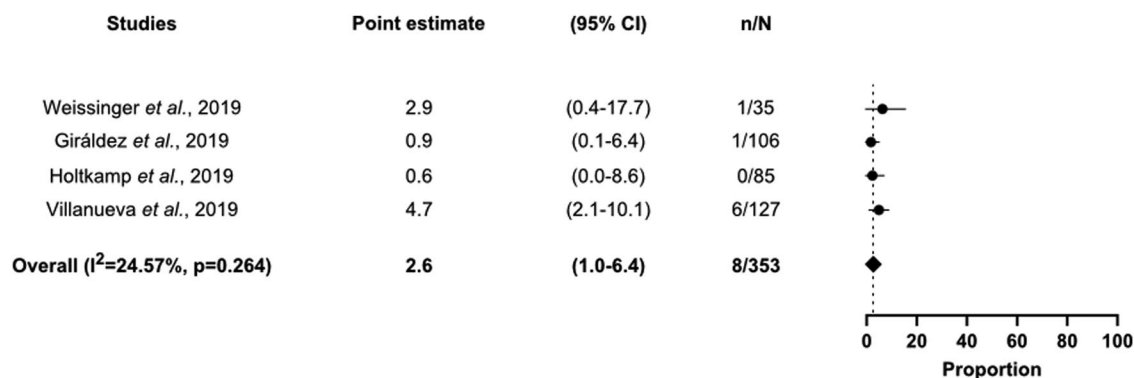 Studies Point estimate (95% CI) n/N
Weissinger et al., 2019 2.9 (0.4-17.7) 1/35
Giráldez et al., 2019 0.9 (0.1-6.4) 1/106
Holtkamp et al., 2019 0.6 (0.0-8.6) 0/85
Villanueva et al., 2019 4.7 (2.1-10.1) 6/127
Overall (I²=24.57%, p=0.264) 2.6 (1.0-6.4) 8/353
0 20 40 60 80 100
Proportion